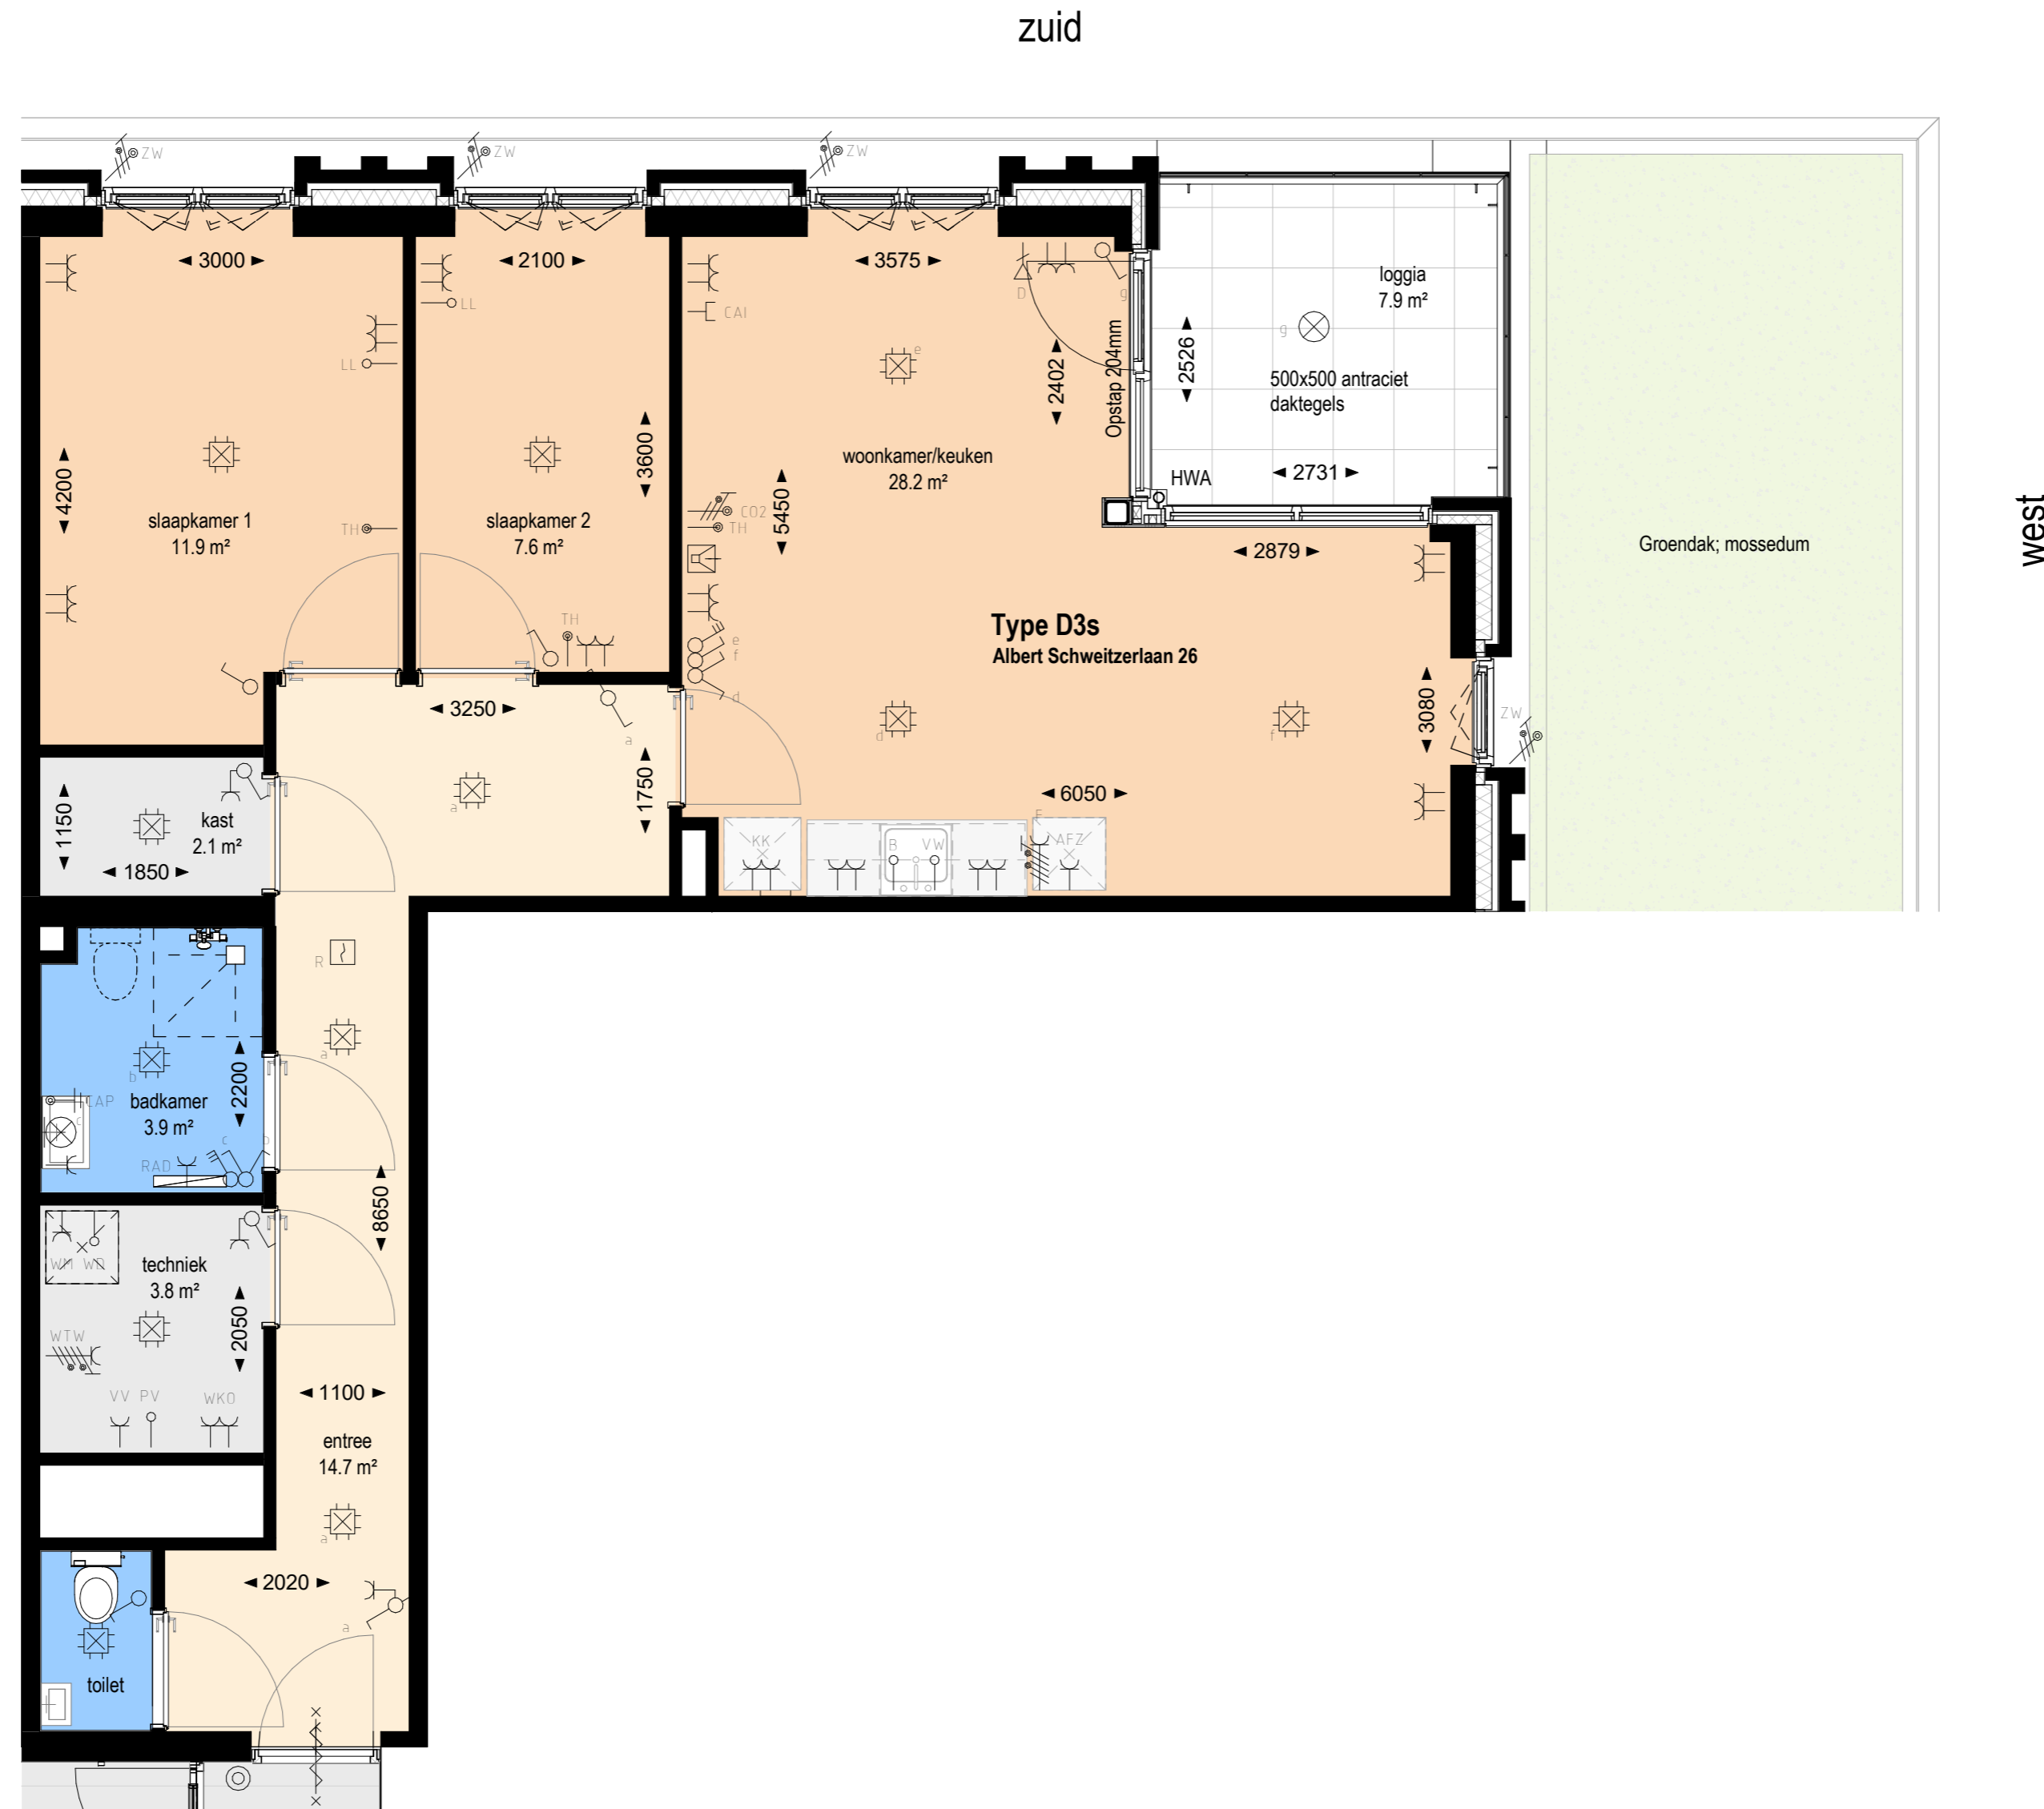 zuid
ZW
ZW
ZW
3000
2100
3575
loggia
7.9 m²
LL
CAI
D
g
g
e
LL
2526
2402
Opstap 204mm
500x500 antraciet
daktegels
4200
3600
5450
woonkamer/keuken
28.2 m²
HWA
2731
west
slaapkamer 1
11.9 m²
TH
slaapkamer 2
7.6 m²
CO2
TH
2879
Groendak; mossedum
TH
Type D3s
Albert Schweitzerlaan 26
e
f
d
3250
a
3080
ZW
d
f
1750
a
6050
1150
kast
2.1 m²
1850
KK
B
VW
E
AFZ
R
a
b
2200
CAP
c
badkamer
3.9 m²
c
b
RAD
8650
techniek
3.8 m²
WM WD
2050
WTW
VV
PV
WKO
1100
entree
14.7 m²
a
2020
a
toilet